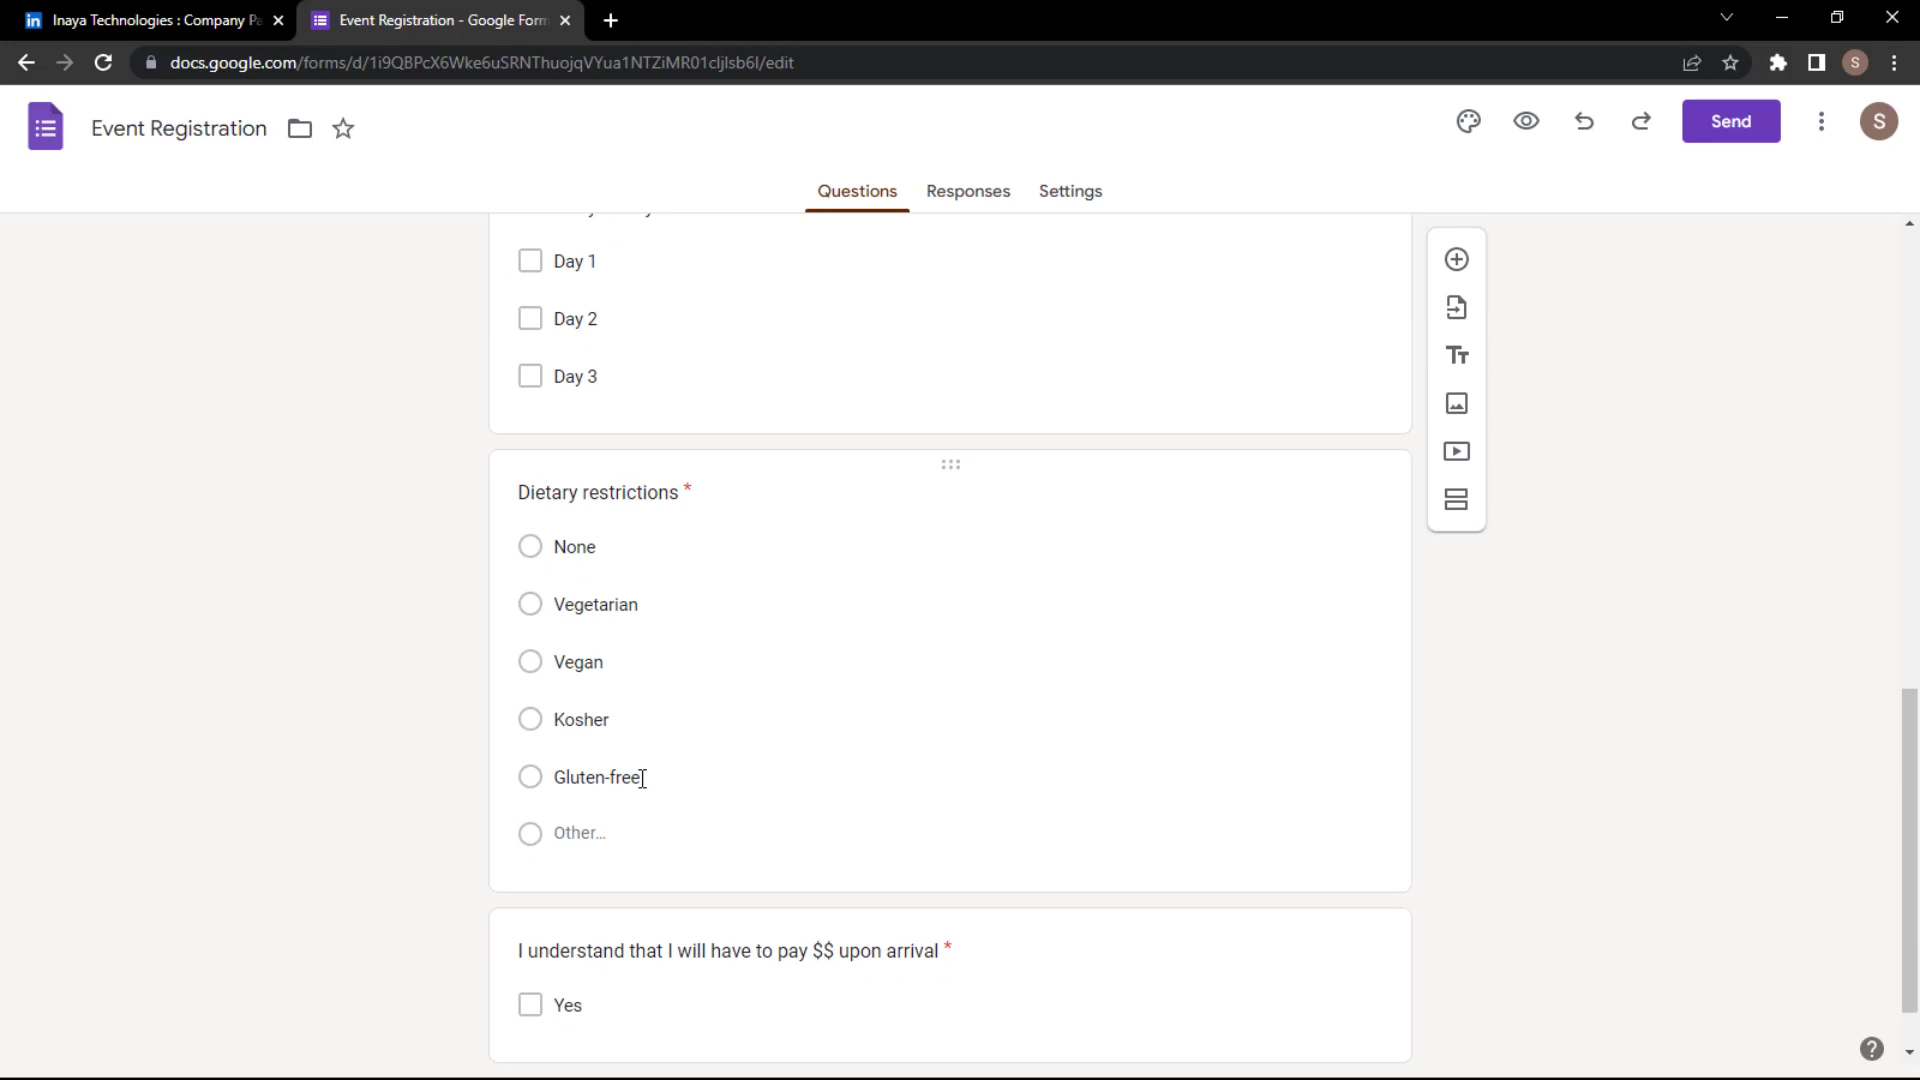 Inaya Technologies : Company Pa
Event Registration - Google Form
docs.google.com/forms/d/1i9QBPcX6Wke6uSRNThuojqVYua1NTZiMR01cljlsb6I/edit
S
Event Registration
Send
S
Questions
Responses
Settings
Day 1
Day 2
Day 3
Dietary restrictions *
None
Vegetarian
Vegan
Kosher
Gluten-free
Other...
I understand that I will have to pay $$ upon arrival *
Yes